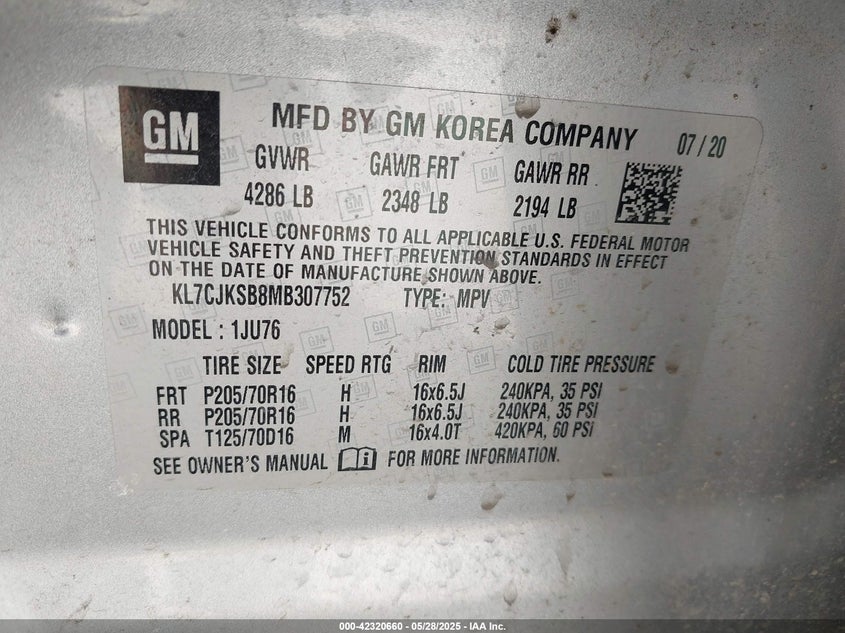 GM
MFD BY GM KOREA COMPANY 07/20
GVWR GAWR FRT GAWR RR
4286 LB 2348 LB 2194 LB
THIS VEHICLE CONFORMS TO ALL APPLICABLE U.S. FEDERAL MOTOR
VEHICLE SAFETY AND THEFT PREVENTION STANDARDS IN EFFECT
ON THE DATE OF MANUFACTURE SHOWN ABOVE.
KL7CJKSB8MB307752 TYPE: MPV
MODEL : 1JU76
TIRE SIZE SPEED RTG RIM COLD TIRE PRESSURE
FRT P205/70R16 H 16x6.5J 240KPA, 35 PSI
RR P205/70R16 H 16x6.5J 240KPA, 35 PSI
SPA T125/70D16 M 16x4.0T 420KPA, 60 PSI
SEE OWNER'S MANUAL i FOR MORE INFORMATION.
000-42320660 - 05/28/2025 - IAA Inc.